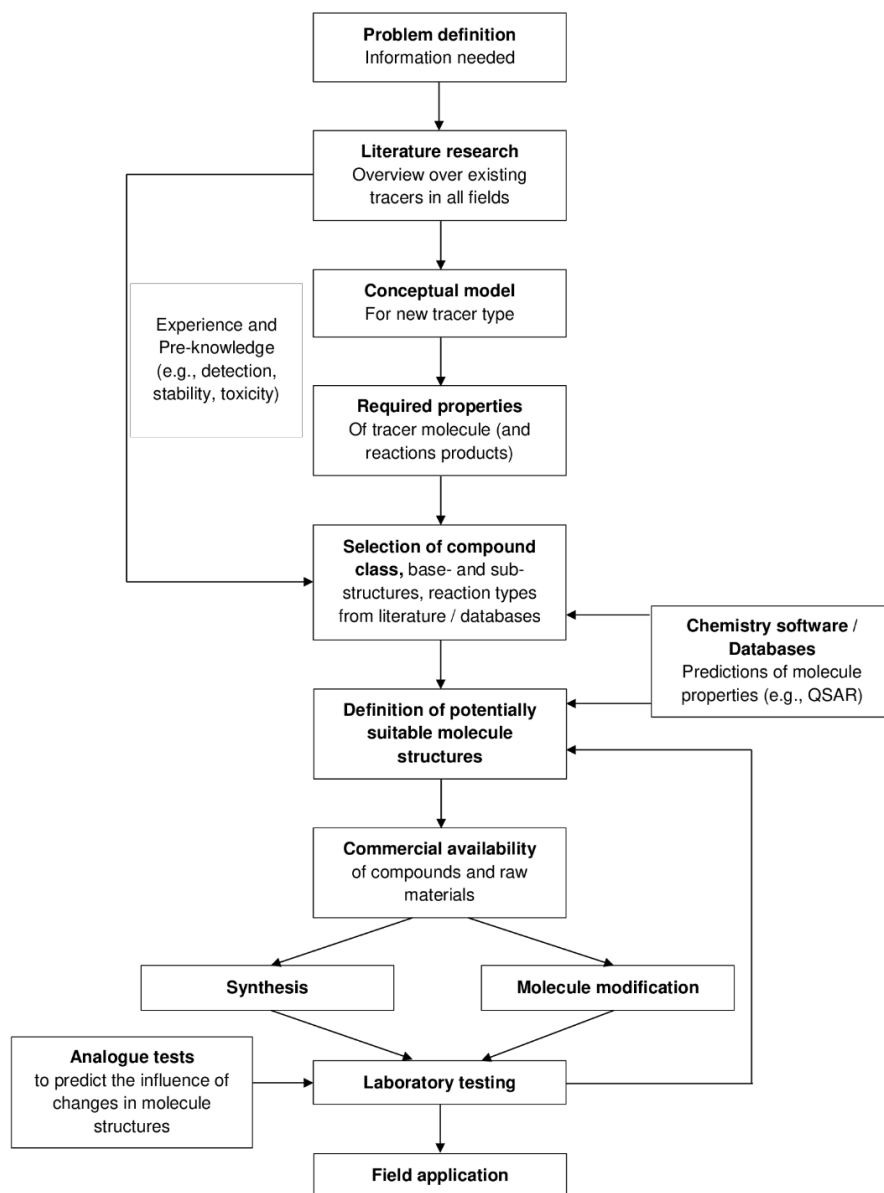 Problem definition
Information needed
Literature research
Overview over existing
tracers in all fields
Conceptual model
For new tracer type
Experience and
Pre-knowledge
(e.g., detection,
stability, toxicity)
Required properties
Of tracer molecule (and
reactions products)
Selection of compound
class, base- and sub-
structures, reaction types
from literature / databases
Chemistry software /
Databases
Predictions of molecule
properties (e.g., QSAR)
Definition of potentially
suitable molecule
structures
Commercial availability
of compounds and raw
materials
Synthesis
Molecule modification
Analogue tests
to predict the influence of
changes in molecule
structures
Laboratory testing
Field application